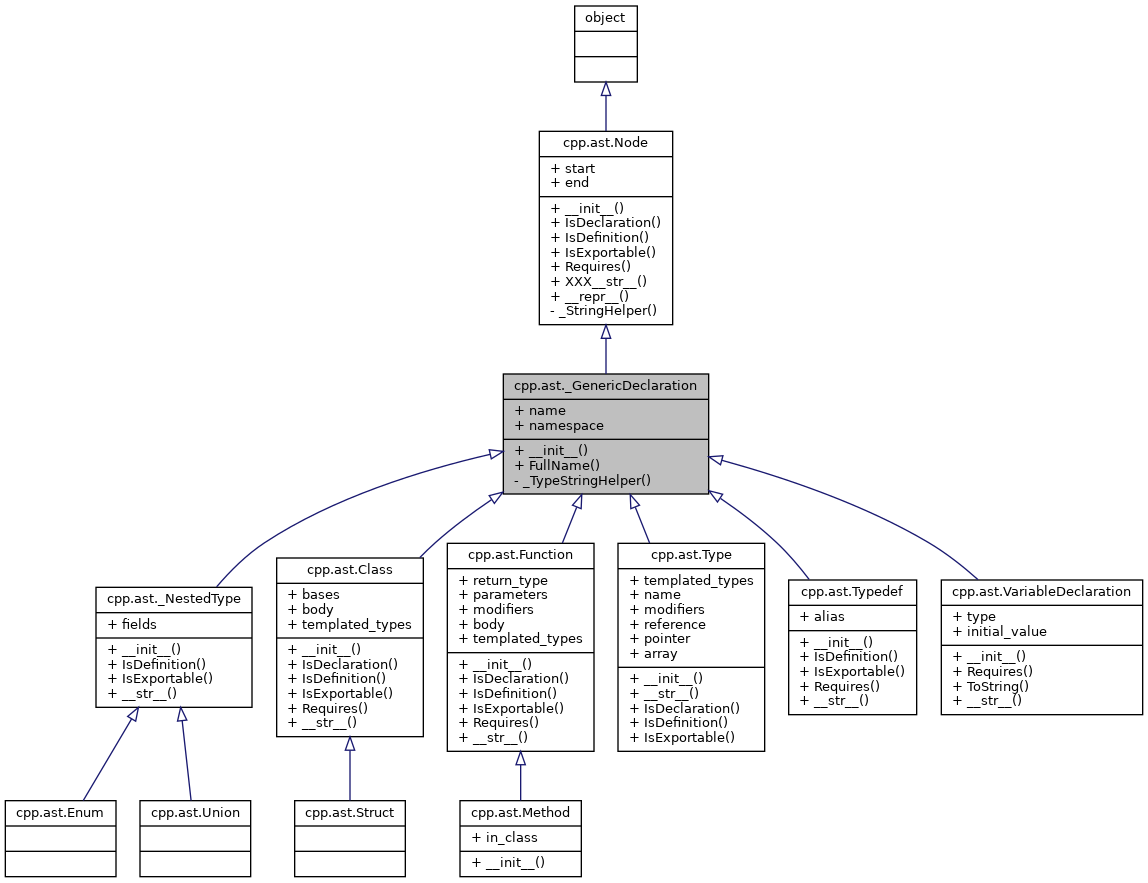 object
cpp.ast.Node
+ start
+ end
+ __init__()
+ IsDeclaration()
+ IsDefinition()
+ IsExportable()
+ Requires()
+ XXX__str__()
+ __repr__()
- _StringHelper()
cpp.ast._GenericDeclaration
+ name
+ namespace
+ __init__()
+ FullName()
- _TypeStringHelper()
cpp.ast._NestedType
+ fields
+ __init__()
+ IsDefinition()
+ IsExportable()
+ __str__()
cpp.ast.Class
+ bases
+ body
+ templated_types
+ __init__()
+ IsDeclaration()
+ IsDefinition()
+ IsExportable()
+ Requires()
+ __str__()
cpp.ast.Function
+ return_type
+ parameters
+ modifiers
+ body
+ templated_types
+ __init__()
+ IsDeclaration()
+ IsDefinition()
+ IsExportable()
+ Requires()
+ __str__()
cpp.ast.Type
+ templated_types
+ name
+ modifiers
+ reference
+ pointer
+ array
+ __init__()
+ __str__()
+ IsDeclaration()
+ IsDefinition()
+ IsExportable()
cpp.ast.Typedef
+ alias
+ __init__()
+ IsDefinition()
+ IsExportable()
+ Requires()
+ __str__()
cpp.ast.VariableDeclaration
+ type
+ initial_value
+ __init__()
+ Requires()
+ ToString()
+ __str__()
cpp.ast.Enum
cpp.ast.Union
cpp.ast.Struct
cpp.ast.Method
+ in_class
+ __init__()